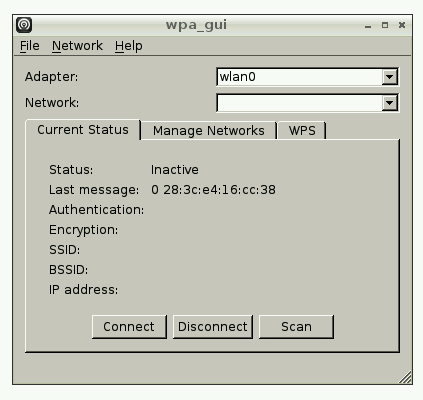 wpa_gui
File Network Help
Adapter: wlan0
Network:
Current Status Manage Networks WPS
Status: Inactive
Last message: 0 28:3c:e4:16:cc:38
Authentication:
Encryption:
SSID:
BSSID:
IP address:
Connect Disconnect Scan